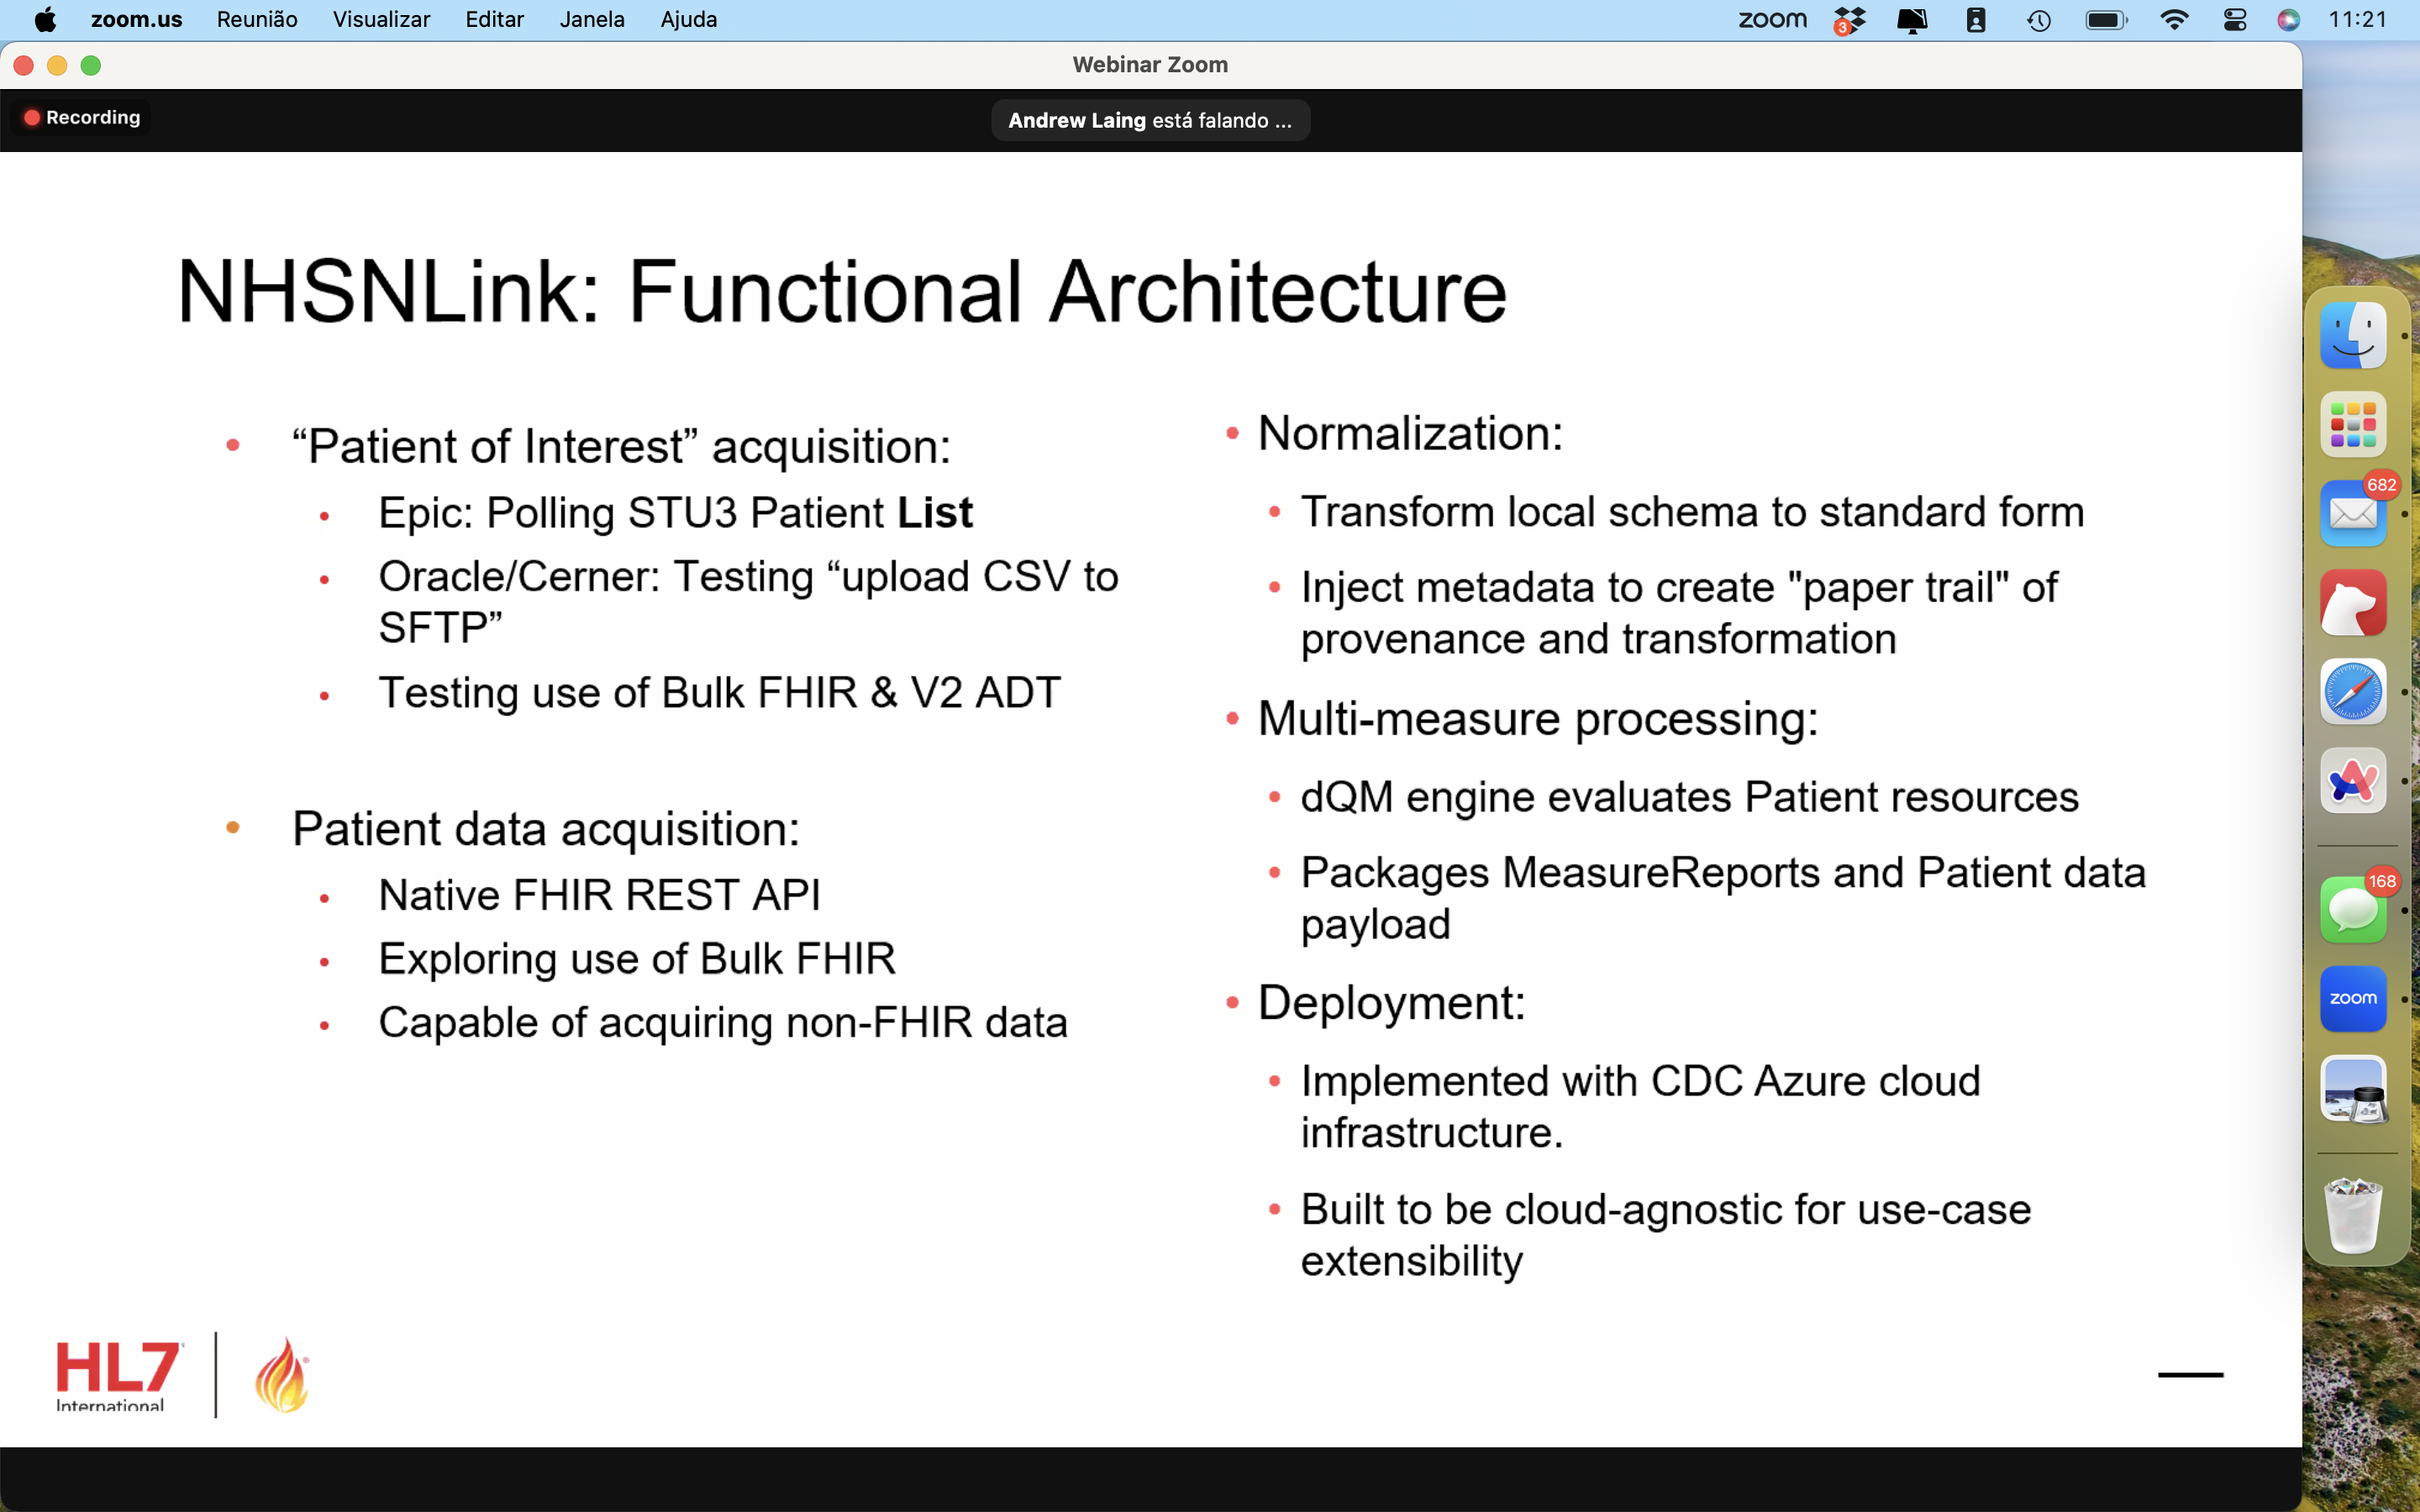 zoom.us Reunião Visualizar Editar Janela Ajuda zoom 3 11:21
Webinar Zoom
Recording
Andrew Laing está falando ...
NHSNLink: Functional Architecture
“Patient of Interest” acquisition:
Epic: Polling STU3 Patient List
Oracle/Cerner: Testing “upload CSV to
SFTP”
Testing use of Bulk FHIR & V2 ADT
Patient data acquisition:
Native FHIR REST API
Exploring use of Bulk FHIR
Capable of acquiring non-FHIR data
Normalization:
Transform local schema to standard form
Inject metadata to create "paper trail" of
provenance and transformation
Multi-measure processing:
dQM engine evaluates Patient resources
Packages MeasureReports and Patient data
payload
Deployment:
Implemented with CDC Azure cloud
infrastructure.
Built to be cloud-agnostic for use-case
extensibility
HL7
International
682
168
zoom